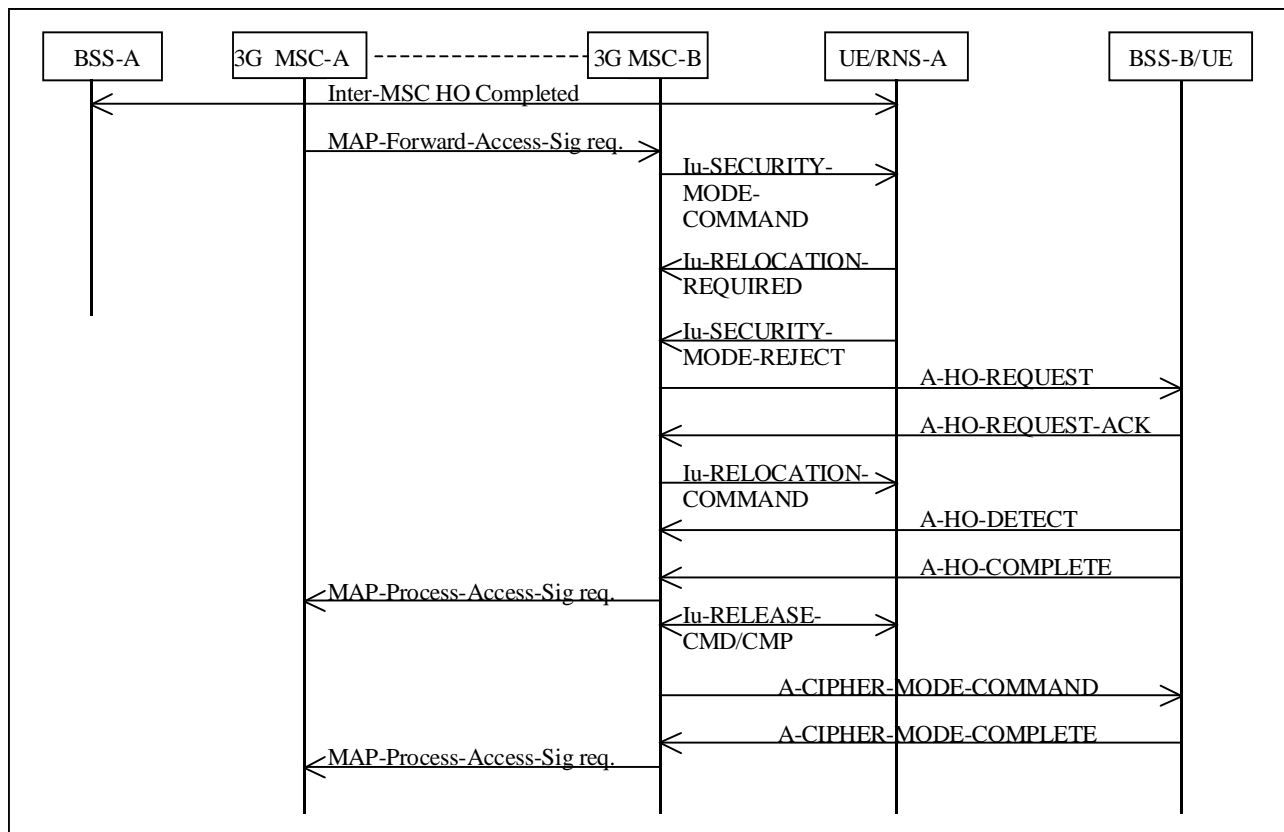 BSS-A
3G MSC-A
3G MSC-B
UE/RNS-A
BSS-B/UE
Inter-MSC HO Completed
MAP-Forward-Access-Sig req.
Iu-SECURITY-
MODE-
COMMAND
Iu-RELOCATION-
REQUIRED
Iu-SECURITY-
MODE-REJECT
A-HO-REQUEST
A-HO-REQUEST-ACK
Iu-RELOCATION-
COMMAND
A-HO-DETECT
A-HO-COMPLETE
MAP-Process-Access-Sig req.
Iu-RELEASE-
CMD/CMP
A-CIPHER-MODE-COMMAND
A-CIPHER-MODE-COMPLETE
MAP-Process-Access-Sig req.